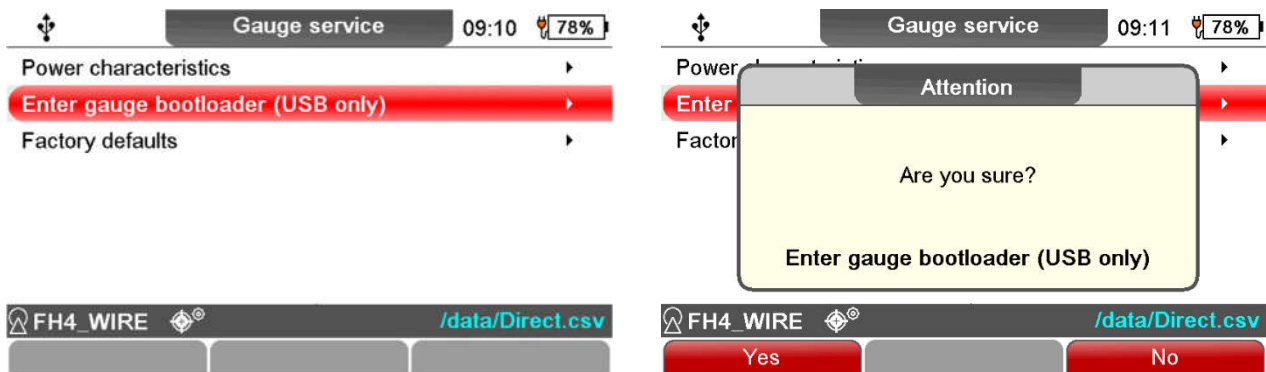 Gauge service 09:10 78%
Power characteristics
Enter gauge bootloader (USB only)
Factory defaults
FH4_WIRE /data/Direct.csv
Gauge service 09:11 78%
Power
Attention
Enter
Factor
Are you sure?
Enter gauge bootloader (USB only)
FH4_WIRE /data/Direct.csv
Yes No